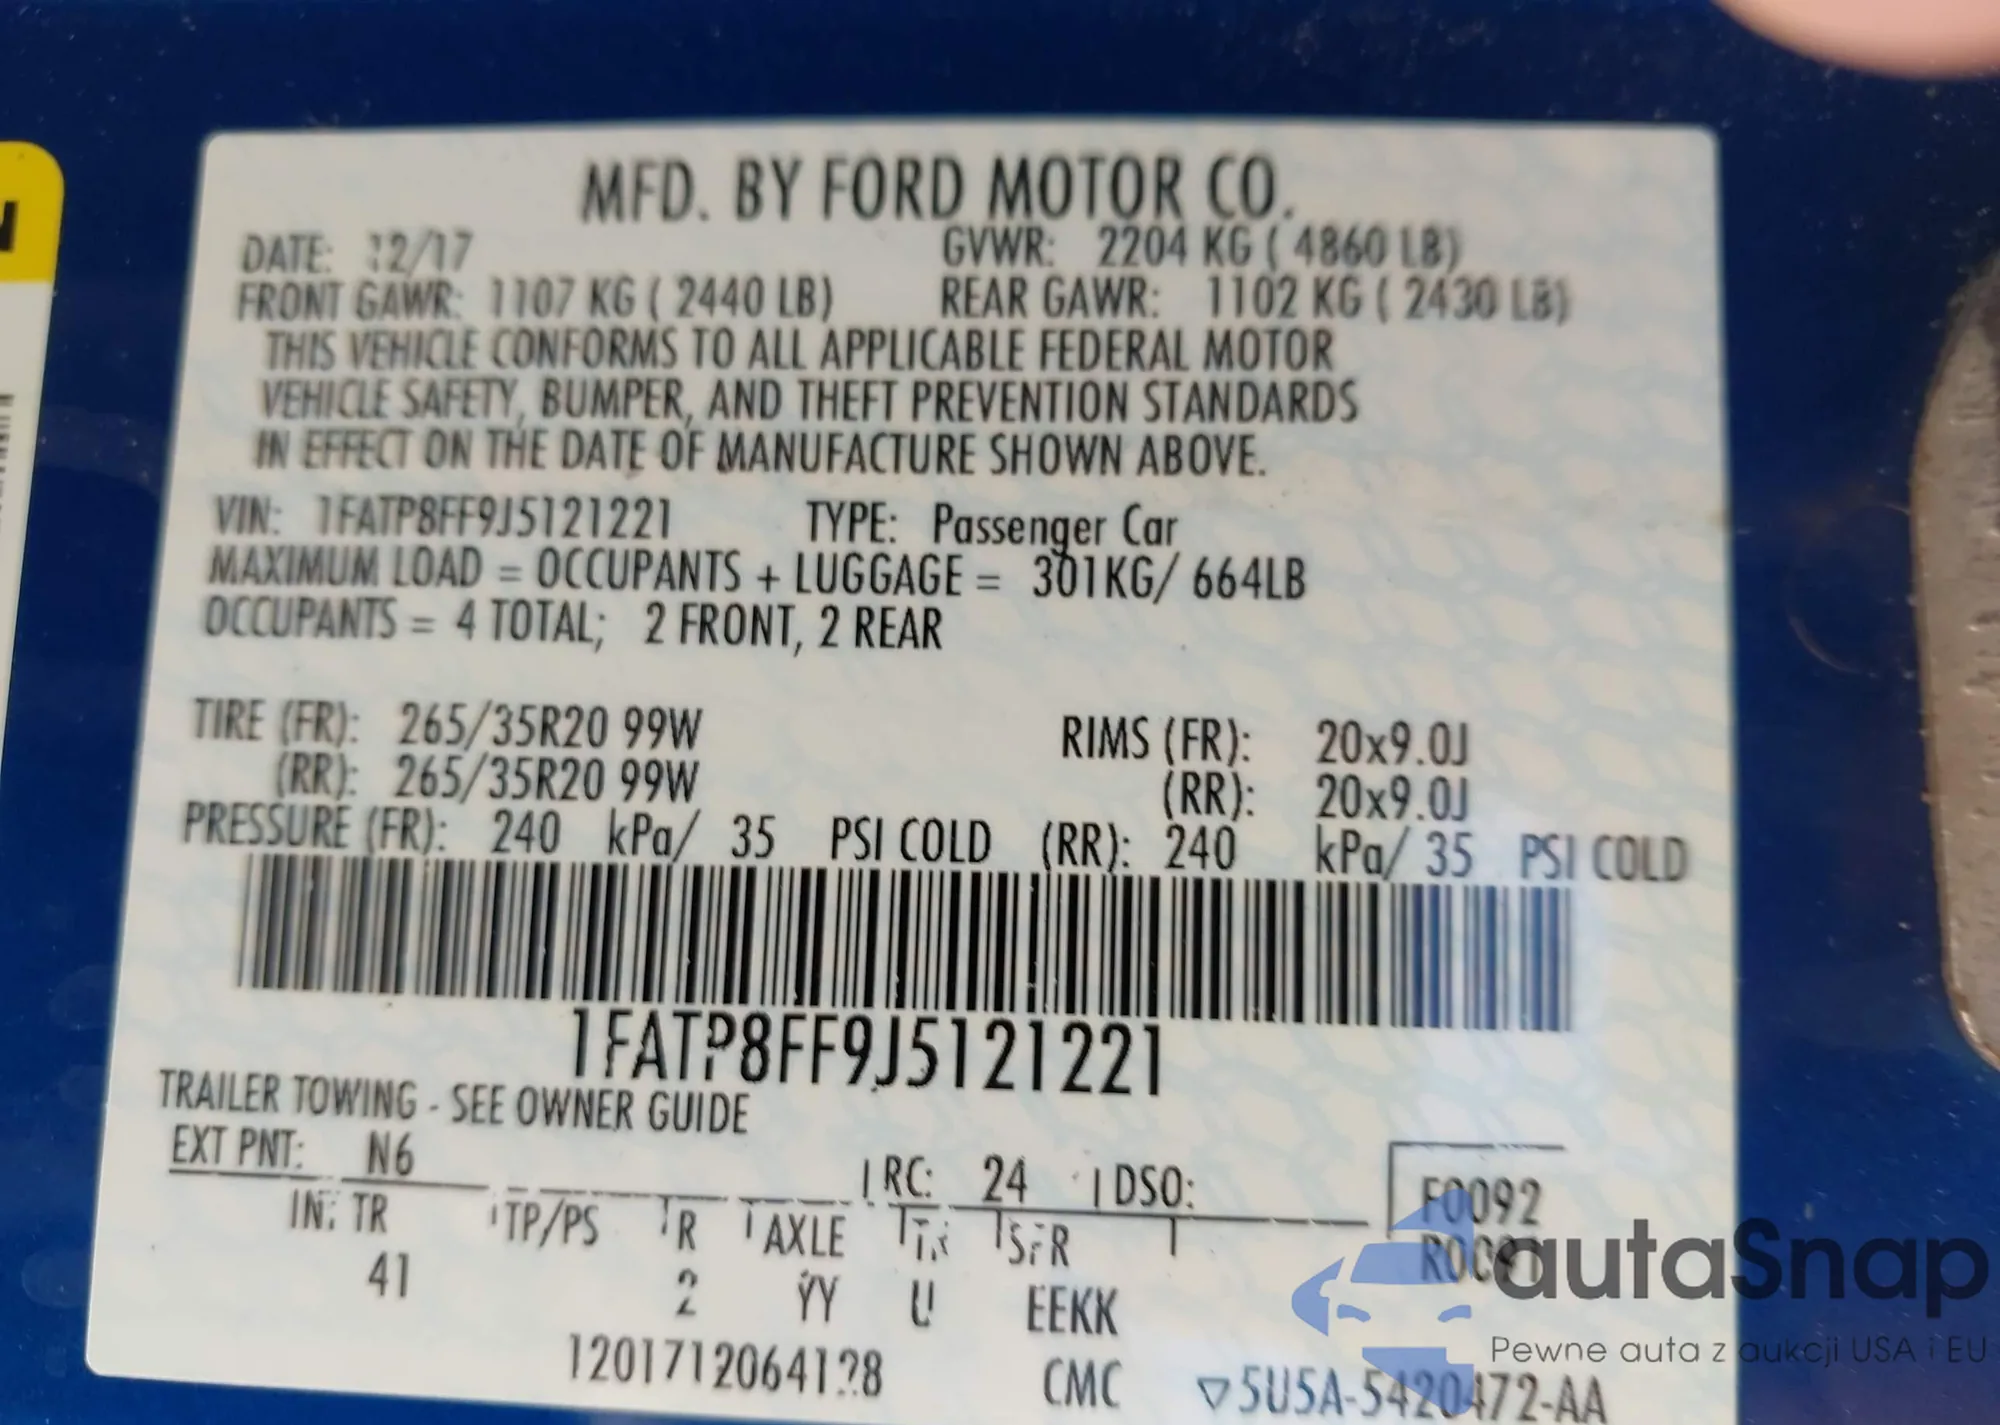 MFD. BY FORD MOTOR CO.
DATE: 12/17 GVWR: 2204 KG ( 4860 LB)
FRONT GAWR: 1107 KG ( 2440 LB) REAR GAWR: 1102 KG ( 2430 LB)
THIS VEHICLE CONFORMS TO ALL APPLICABLE FEDERAL MOTOR
VEHICLE SAFETY, BUMPER, AND THEFT PREVENTION STANDARDS
IN EFFECT ON THE DATE OF MANUFACTURE SHOWN ABOVE.
VIN: 1FATP8FF9J5121221 TYPE: Passenger Car
MAXIMUM LOAD = OCCUPANTS + LUGGAGE = 301KG/ 664LB
OCCUPANTS = 4 TOTAL; 2 FRONT, 2 REAR
TIRE (FR): 265/35R20 99W RIMS (FR): 20x9.0J
(RR): 265/35R20 99W (RR): 20x9.0J
PRESSURE (FR): 240 kPa/ 35 PSI COLD (RR): 240 kPa/ 35 PSI COLD
1FATP8FF9J5121221
TRAILER TOWING - SEE OWNER GUIDE
EXT PNT: N6 RC: 24 DSO: F0092
IN: TR TP/PS R AXLE TR SPR
41 2 YY U EEKK
CMC ▽5U5A-5420472-AA
autaSnap
Pewne auta z aukcji USA i EU